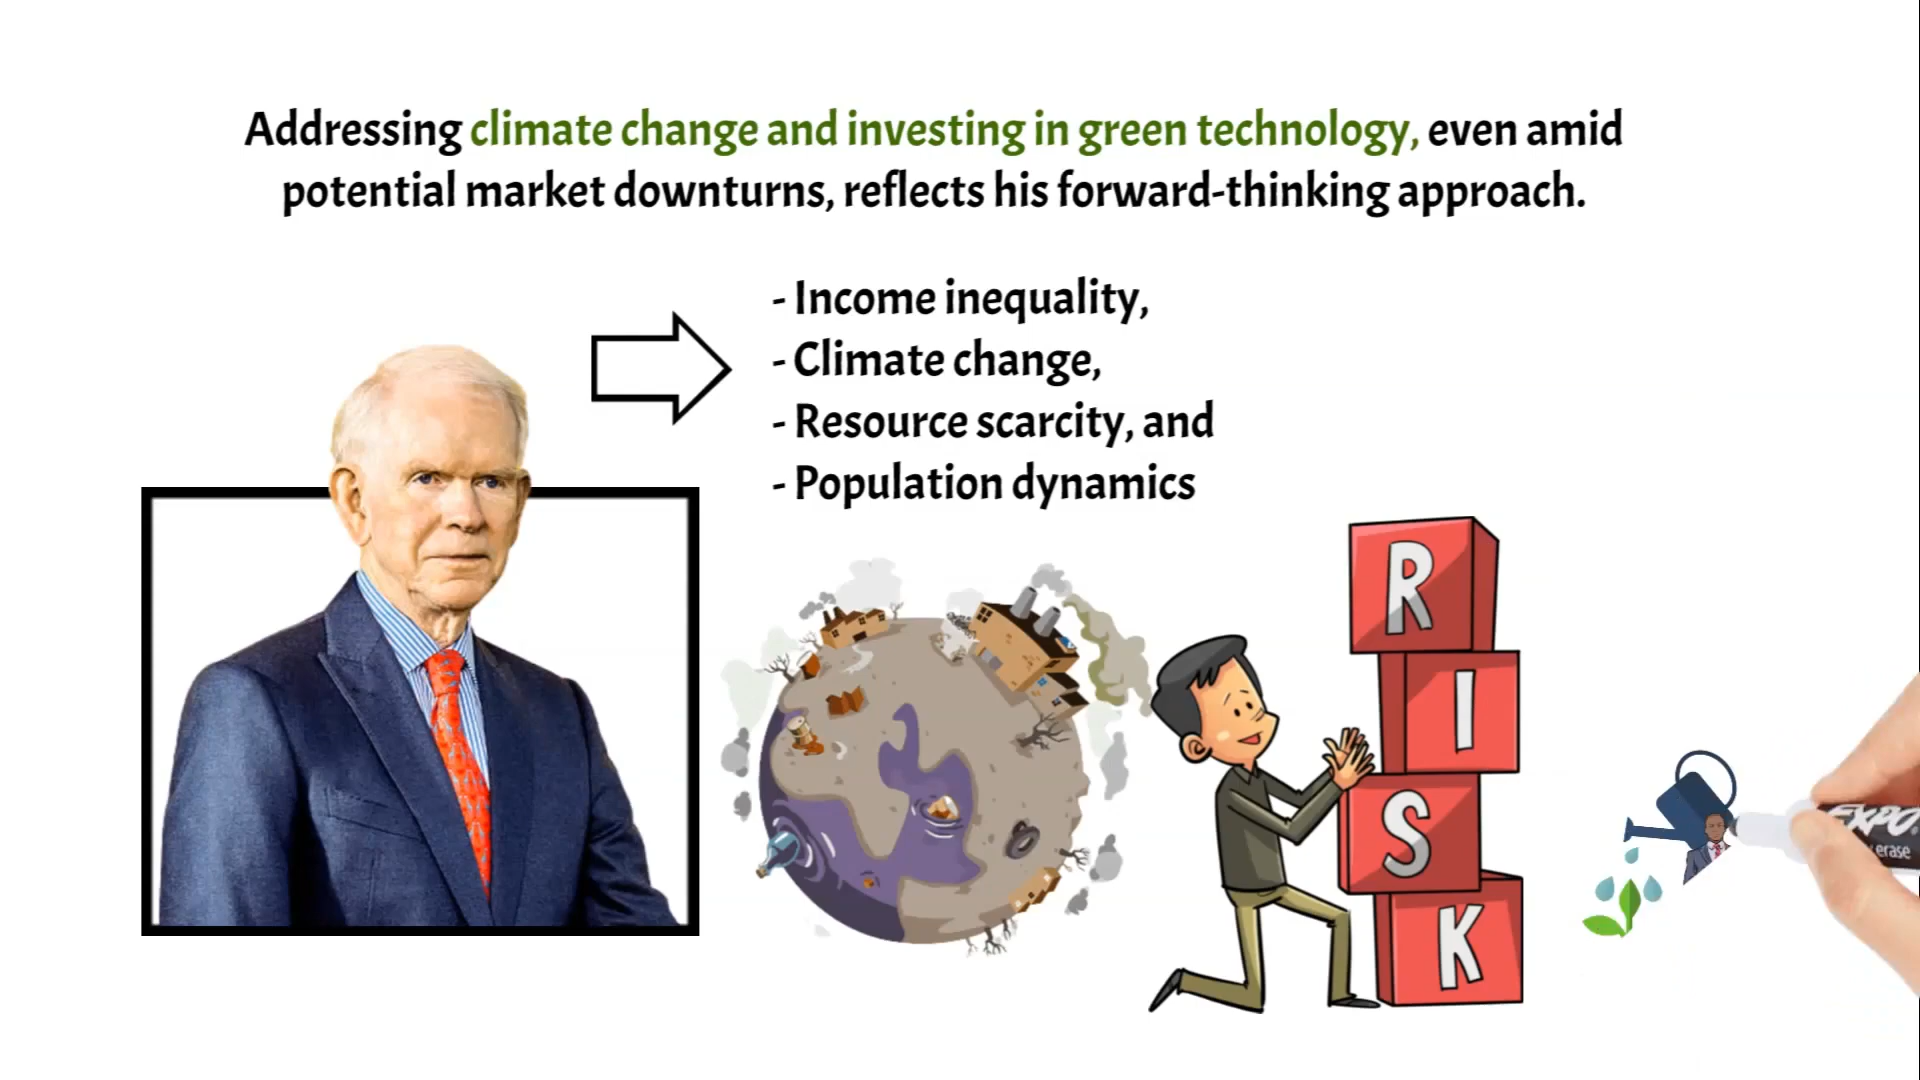 Addressing climate change and investing in green technology, even amid
potential market downturns, reflects his forward-thinking approach.
- Income inequality,
- Climate change,
- Resource scarcity, and
- Population dynamics
R
I
S
K
EXPO
erase